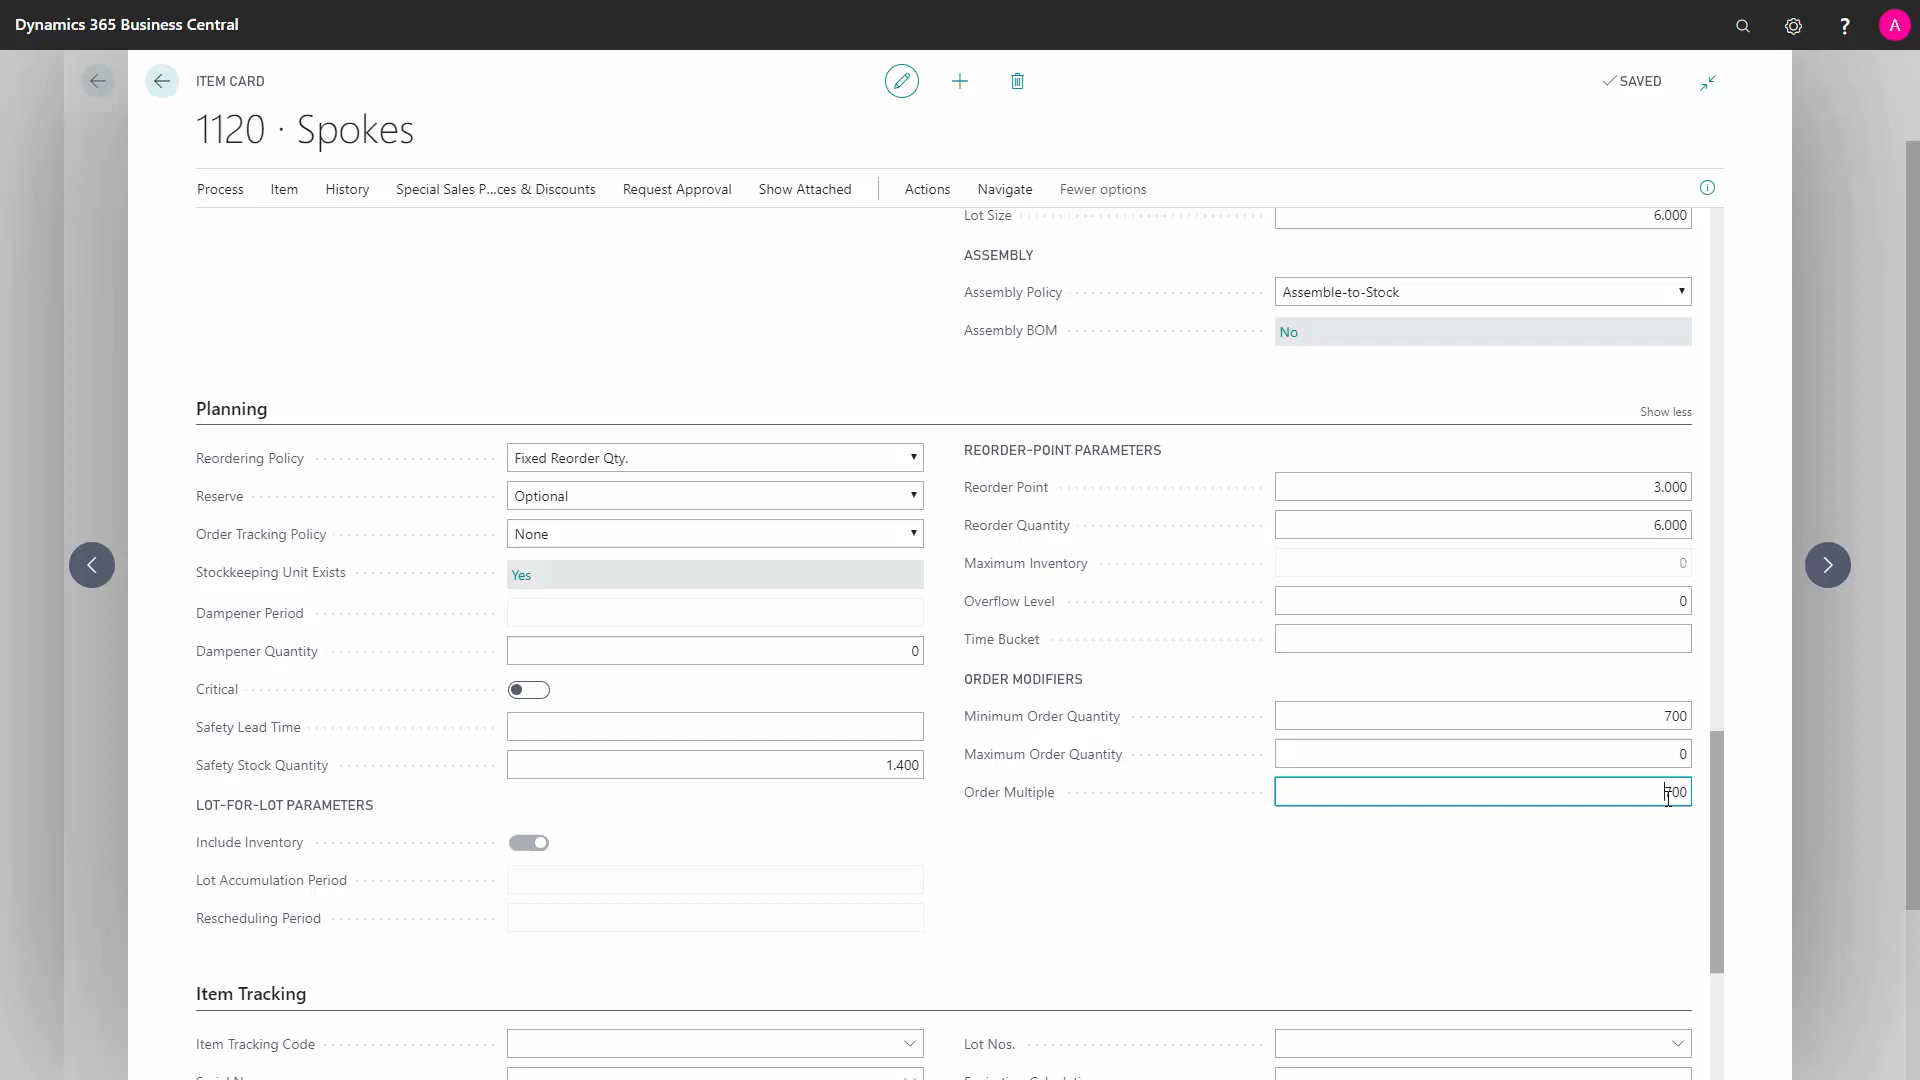 Dynamics 365 Business Central
?
A
ITEM CARD
SAVED
1120 · Spokes
Process Item History Special Sales P...ces & Discounts Request Approval Show Attached Actions Navigate Fewer options
Lot Size 6.000
ASSEMBLY
Assembly Policy Assemble-to-Stock
Assembly BOM No
Planning
Show less
Reordering Policy Fixed Reorder Qty.
Reserve Optional
Order Tracking Policy None
Stockkeeping Unit Exists Yes
Dampener Period
Dampener Quantity 0
Critical
Safety Lead Time
Safety Stock Quantity 1.400
LOT-FOR-LOT PARAMETERS
Include Inventory
Lot Accumulation Period
Rescheduling Period
REORDER-POINT PARAMETERS
Reorder Point 3.000
Reorder Quantity 6.000
Maximum Inventory 0
Overflow Level 0
Time Bucket
ORDER MODIFIERS
Minimum Order Quantity 700
Maximum Order Quantity 0
Order Multiple 700
Item Tracking
Item Tracking Code
Lot Nos.